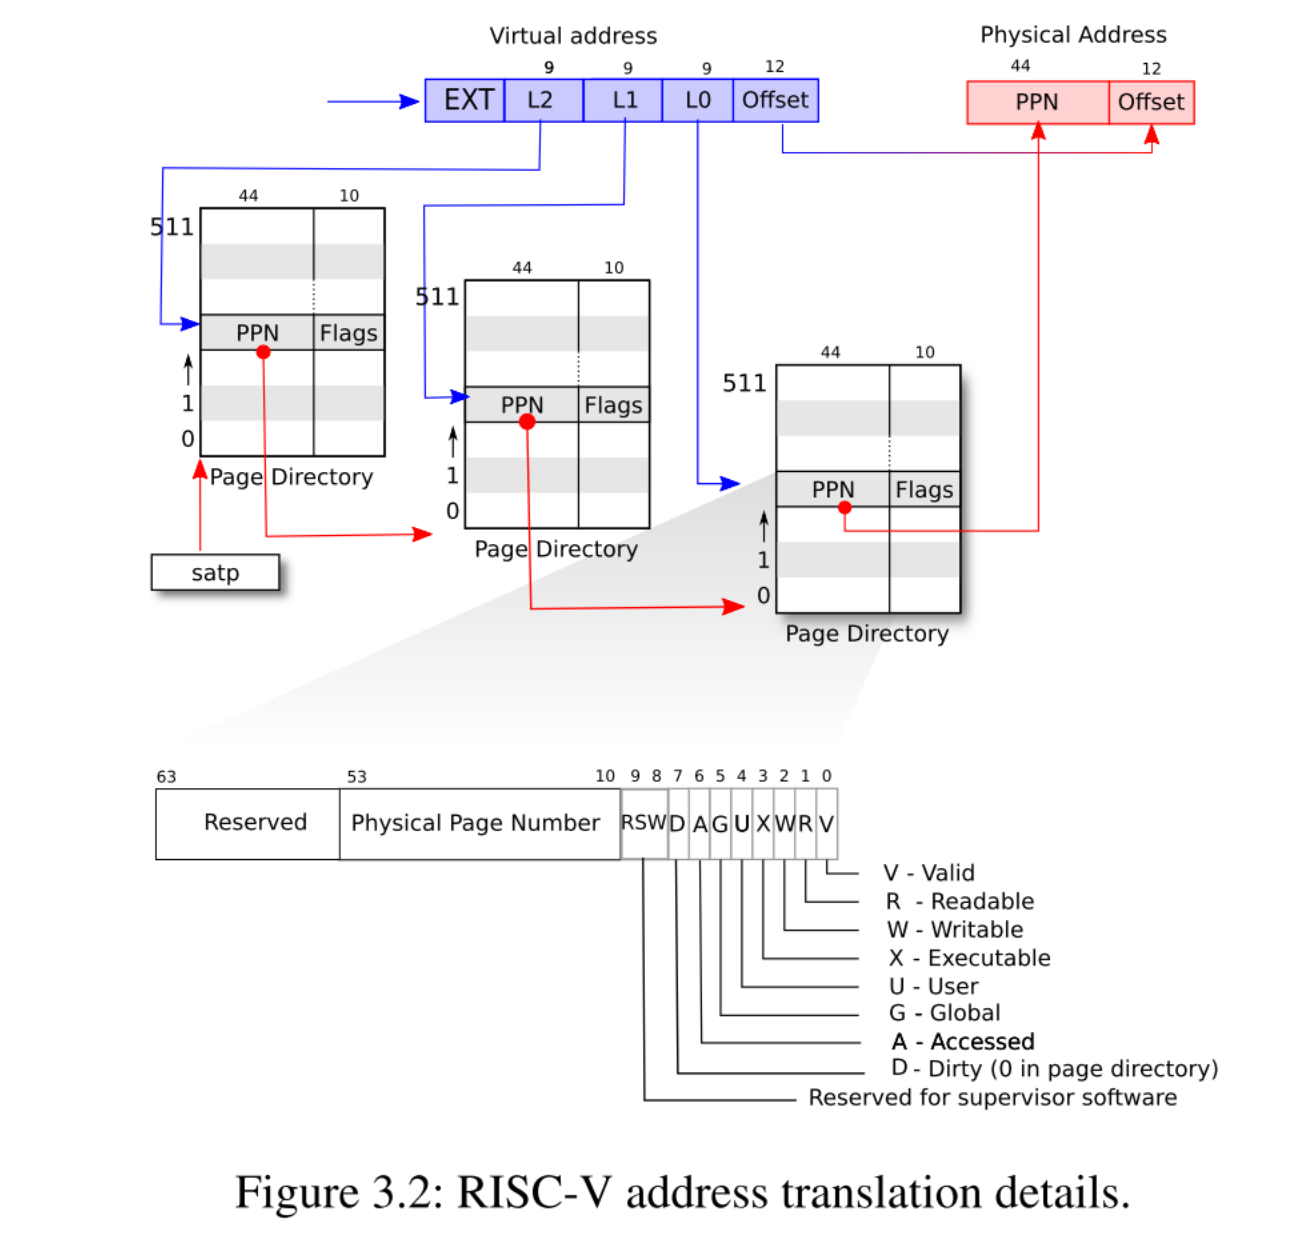 Virtual address
Physical Address
9 9 9 12
44 12
EXT L2 L1 L0 Offset
PPN Offset
44 10
511
PPN Flags
1
0
Page Directory
satp
44 10
511
PPN Flags
1
0
Page Directory
44 10
511
PPN Flags
1
0
Page Directory
63 53 10 9 8 7 6 5 4 3 2 1 0
Reserved Physical Page Number RSW D A G U X W R V
V - Valid
R - Readable
W - Writable
X - Executable
U - User
G - Global
A - Accessed
D - Dirty (0 in page directory)
Reserved for supervisor software
Figure 3.2: RISC-V address translation details.